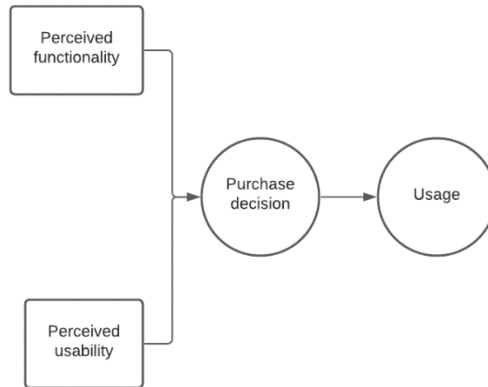 Perceived
functionality
Purchase
decision
Usage
Perceived
usability